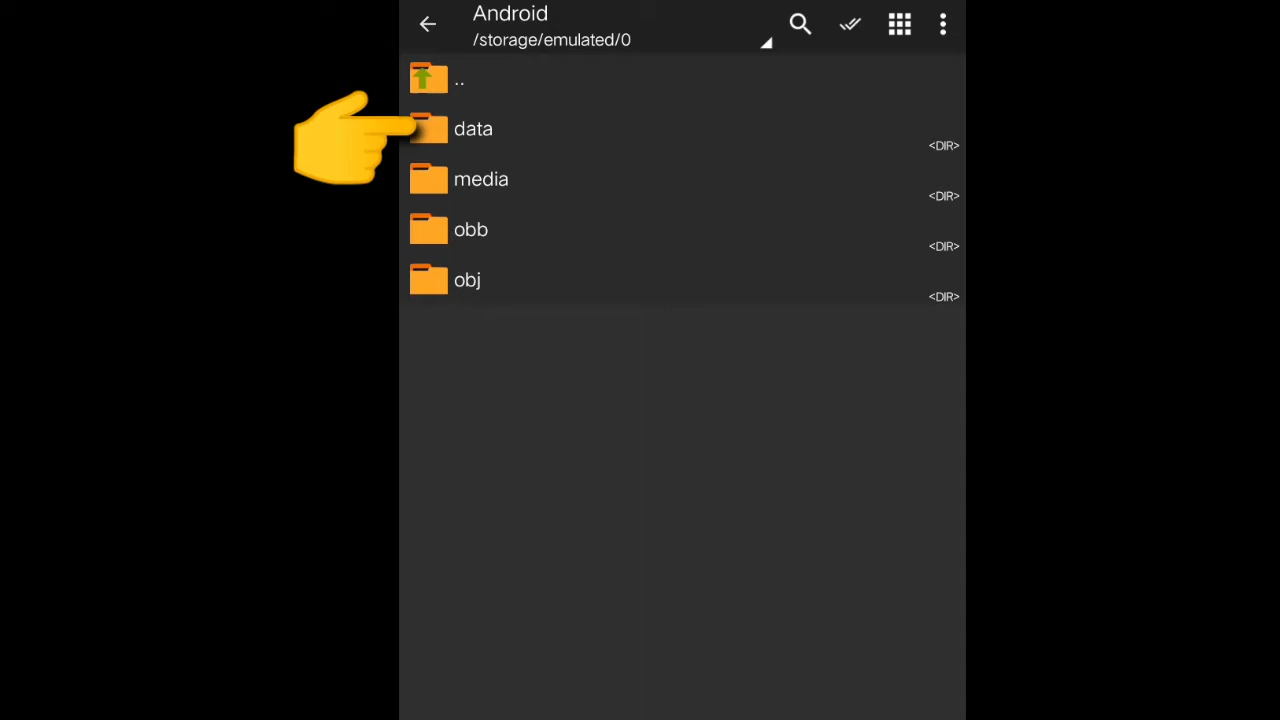 Android
/storage/emulated/0
..
data
<DIR>
media
<DIR>
obb
<DIR>
obj
<DIR>